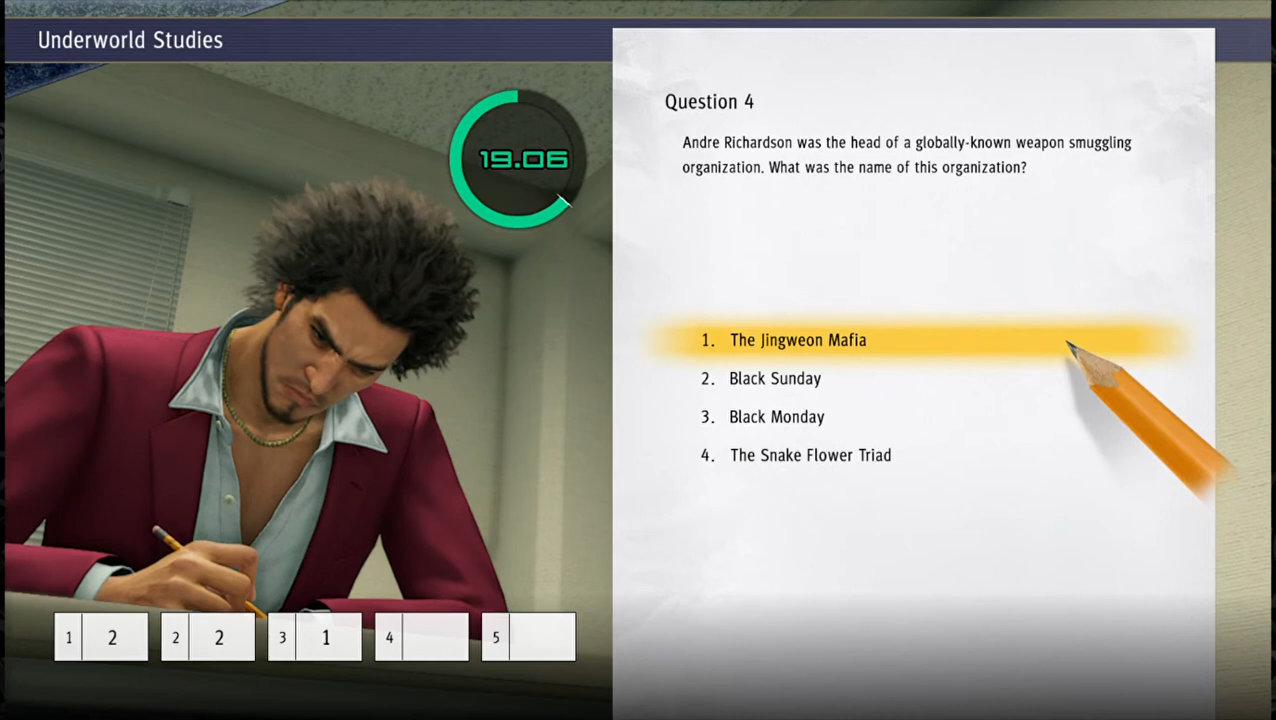 Underworld Studies
19.06
Question 4
Andre Richardson was the head of a globally-known weapon smuggling
organization. What was the name of this organization?
1. The Jingweon Mafia
2. Black Sunday
3. Black Monday
4. The Snake Flower Triad
1 2 2 2 3 1 4 5